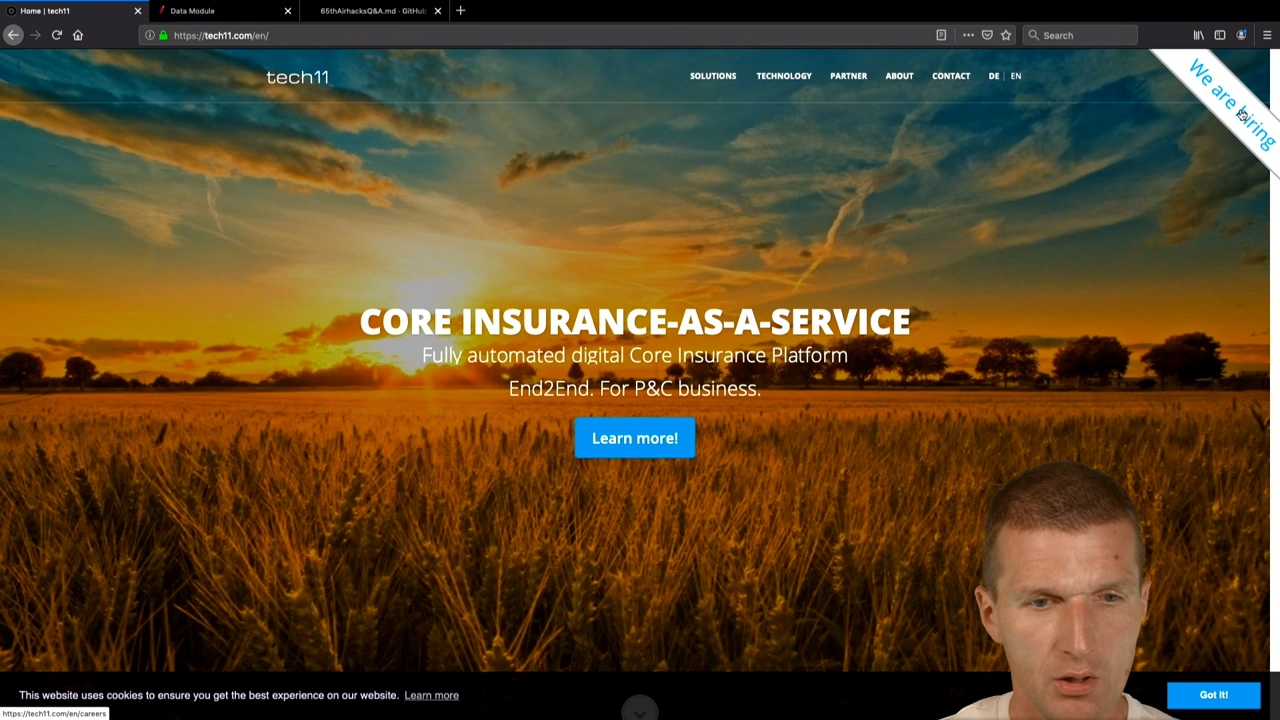 Home | tech11
Data Module
65thAirhacksQ&A.md - GitHub
https://tech11.com/en/
Search
tech11
SOLUTIONS
TECHNOLOGY
PARTNER
ABOUT
CONTACT
DE | EN
We are hiring
CORE INSURANCE-AS-A-SERVICE
Fully automated digital Core Insurance Platform
End2End. For P&C business.
Learn more!
This website uses cookies to ensure you get the best experience on our website. Learn more
Got it!
https://tech11.com/en/careers